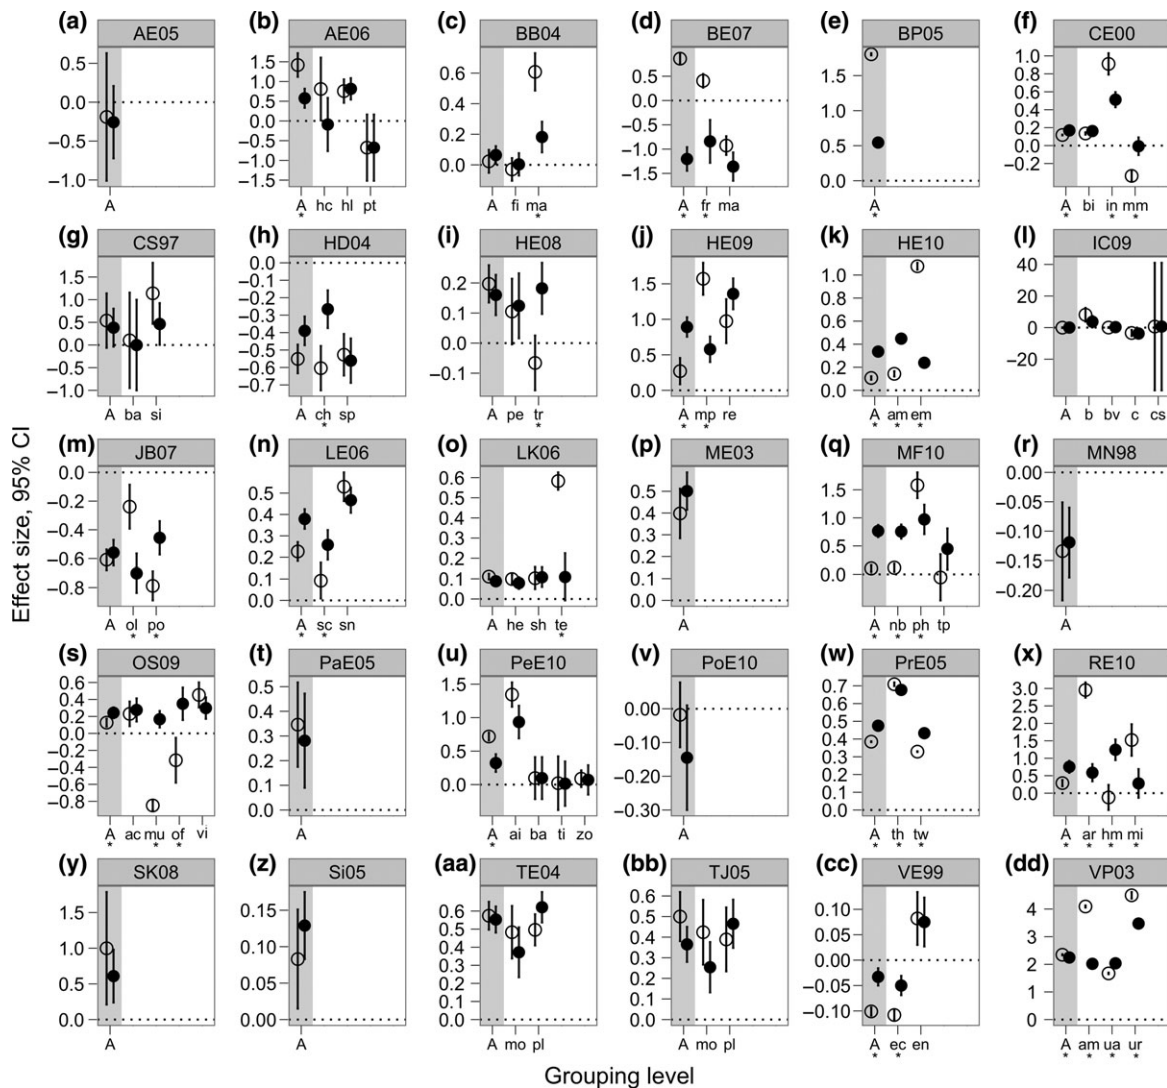 Effect size, 95% CI
(a) (b) (c) (d) (e) (f)
AE05 AE06 BB04 BE07 BP05 CE00
0.5 0.0 −0.5 −1.0
1.5 1.0 0.5 0.0 −0.5 −1.0 −1.5
0.6 0.4 0.2 0.0
0.5 0.0 −0.5 −1.0 −1.5
1.5 1.0 0.5 0.0
1.0 0.8 0.6 0.4 0.2 0.0 −0.2
A A hc hl pt A fi ma A fr ma A A bi in mm
* * * * * * *
(g) (h) (i) (j) (k) (l)
CS97 HD04 HE08 HE09 HE10 IC09
1.5 1.0 0.5 0.0 −0.5 −1.0
0.0 −0.1 −0.2 −0.3 −0.4 −0.5 −0.6 −0.7
0.2 0.1 0.0 −0.1
1.5 1.0 0.5 0.0
1.0 0.8 0.6 0.4 0.2 0.0
40 20 0 −20
A ba si A ch sp A pe tr A mp re A am em A b bv c cs
* * * * * * *
(m) (n) (o) (p) (q) (r)
JB07 LE06 LK06 ME03 MF10 MN98
0.0 −0.2 −0.4 −0.6 −0.8
0.5 0.4 0.3 0.2 0.1 0.0
0.6 0.5 0.4 0.3 0.2 0.1 0.0
0.5 0.4 0.3 0.2 0.1 0.0
1.5 1.0 0.5 0.0
0.00 −0.05 −0.10 −0.15 −0.20
A ol po A sc sn A he sh te A A nb ph tp A
* * * * * * * *
(s) (t) (u) (v) (w) (x)
OS09 PaE05 PeE10 PoE10 PrE05 RE10
0.6 0.4 0.2 0.0 −0.2 −0.4 −0.6 −0.8
0.5 0.4 0.3 0.2 0.1 0.0
1.5 1.0 0.5 0.0
0.00 −0.10 −0.20 −0.30
0.7 0.6 0.5 0.4 0.3 0.2 0.1 0.0
3.0 2.5 2.0 1.5 1.0 0.5 0.0
A ac mu of vi A A ai ba ti zo A A th tw A ar hm mi
* * * * * * * * * * *
(y) (z) (aa) (bb) (cc) (dd)
SK08 Si05 TE04 TJ05 VE99 VP03
1.5 1.0 0.5 0.0
0.15 0.10 0.05 0.00
0.6 0.5 0.4 0.3 0.2 0.1 0.0
0.6 0.5 0.4 0.3 0.2 0.1 0.0
0.10 0.05 0.00 −0.05 −0.10
4 3 2 1 0
A A A mo pl A mo pl A ec en A am ua ur
* * * * * *
Grouping level